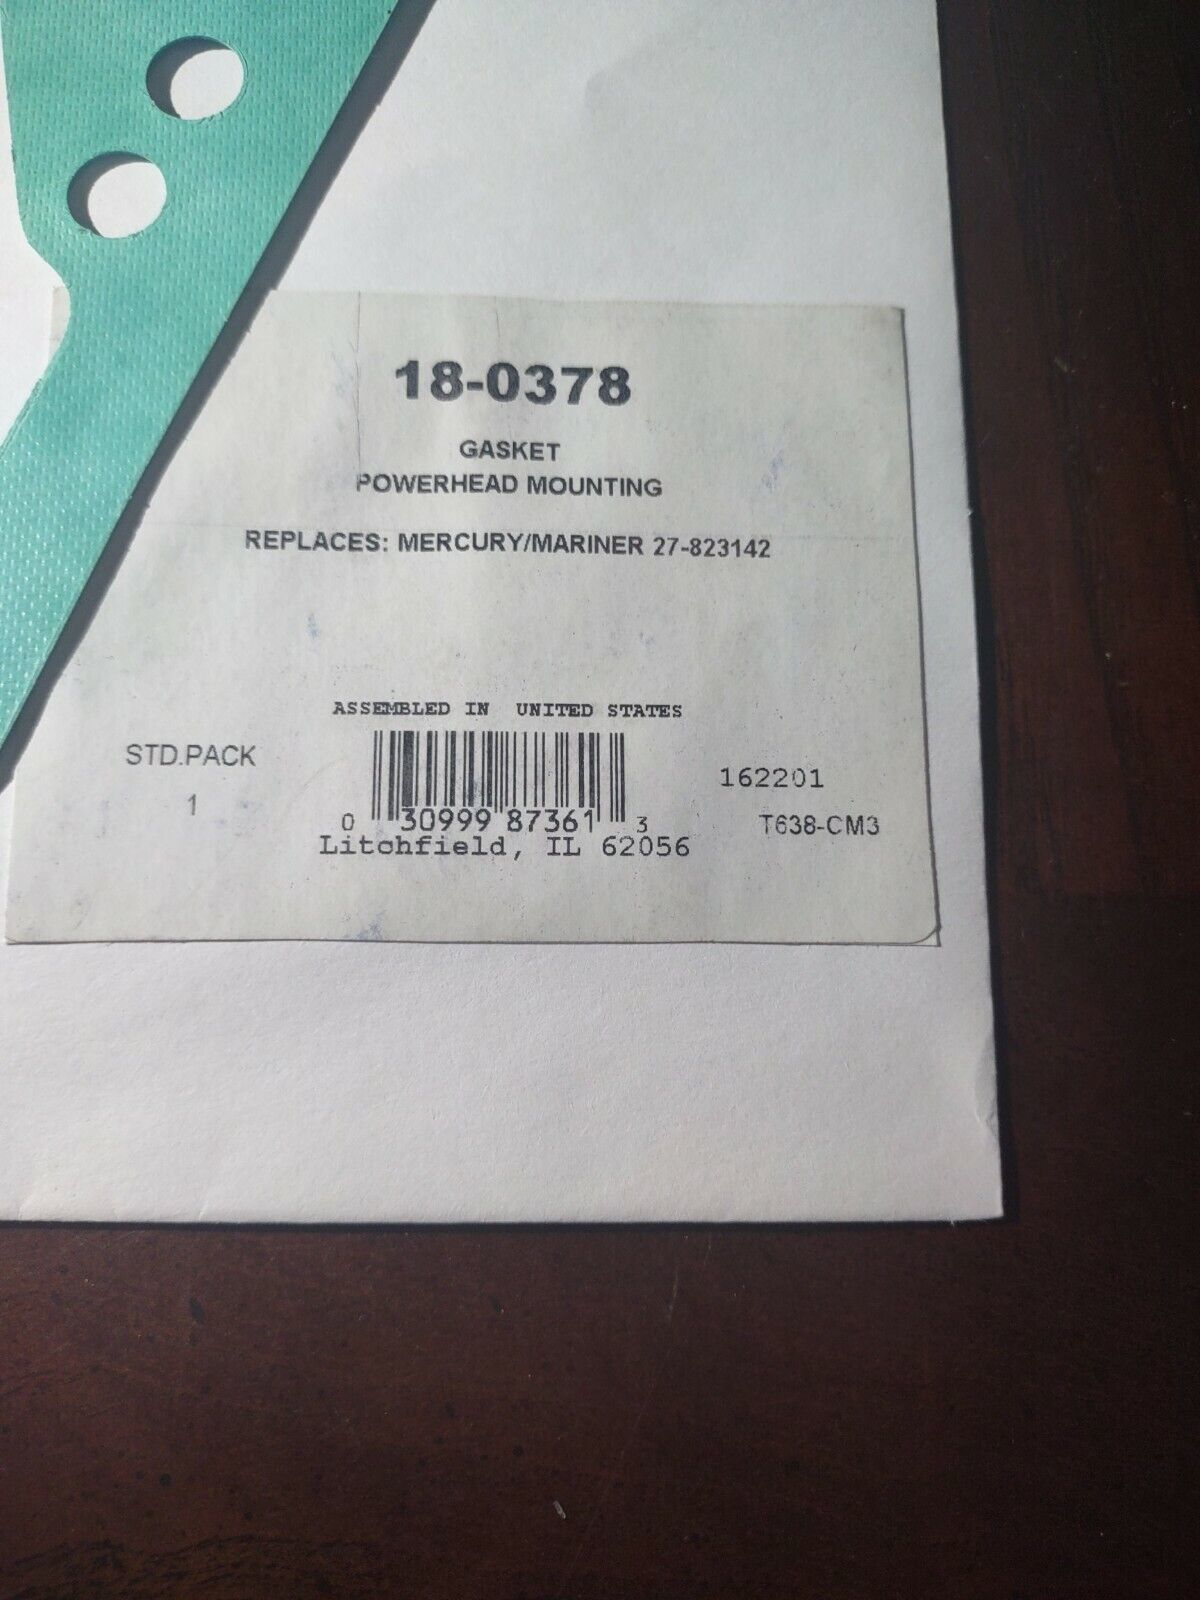 18-0378
GASKET
POWERHEAD MOUNTING
REPLACES: MERCURY/MARINER 27-823142
ASSEMBLED IN UNITED STATES
STD.PACK
1
162201
T638-CM3
0 30999 87361 3
Litchfield, IL 62056